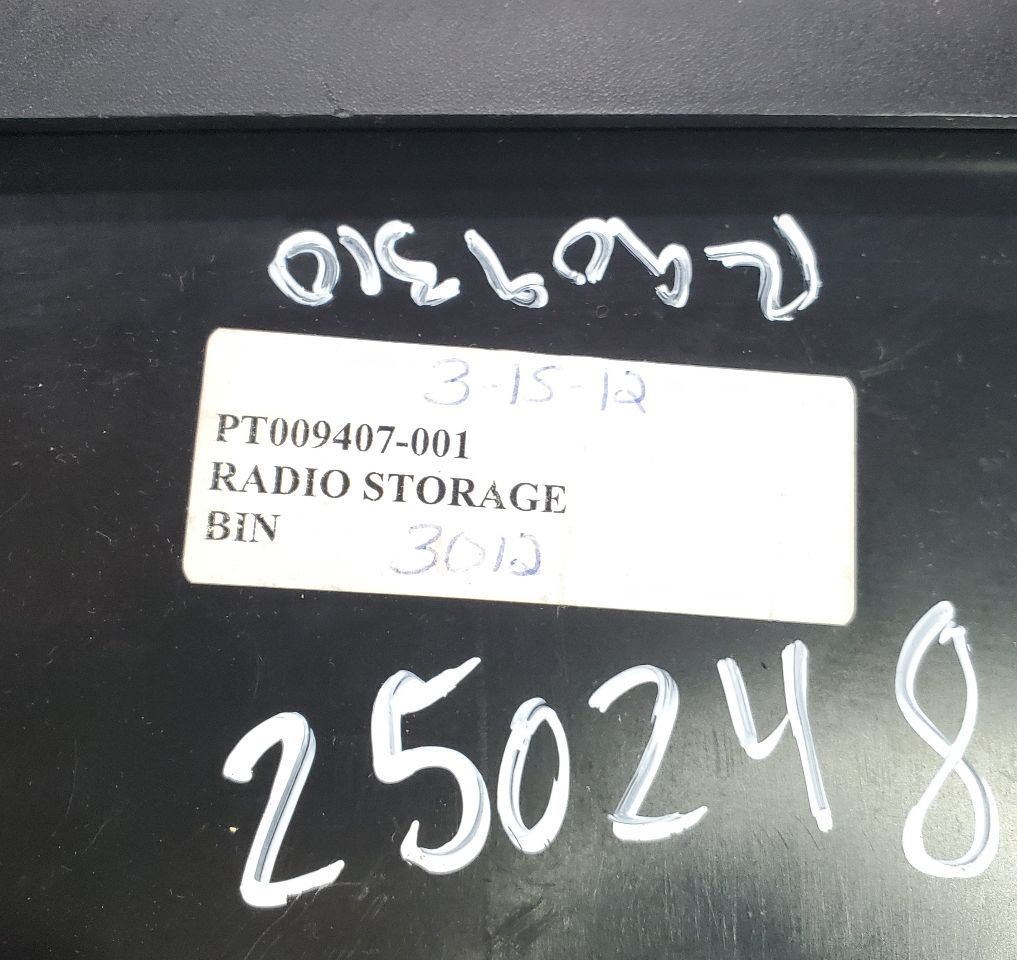 3-15-12
PT009407-001
RADIO STORAGE
BIN 3012
250248